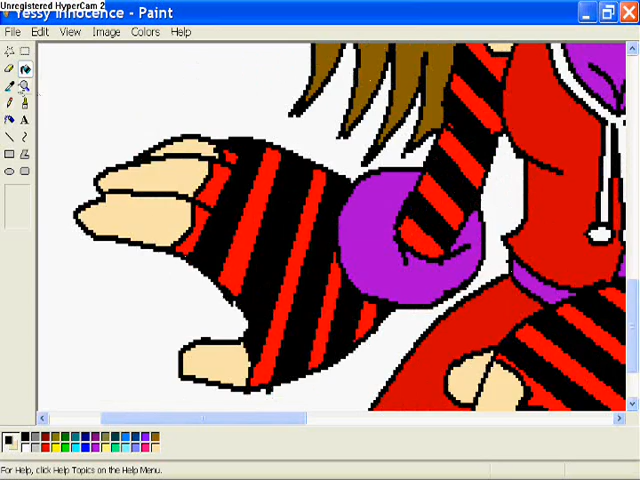 Unregistered HyperCam 2
Yessy Innocence - Paint
File Edit View Image Colors Help
A
For Help, click Help Topics on the Help Menu.